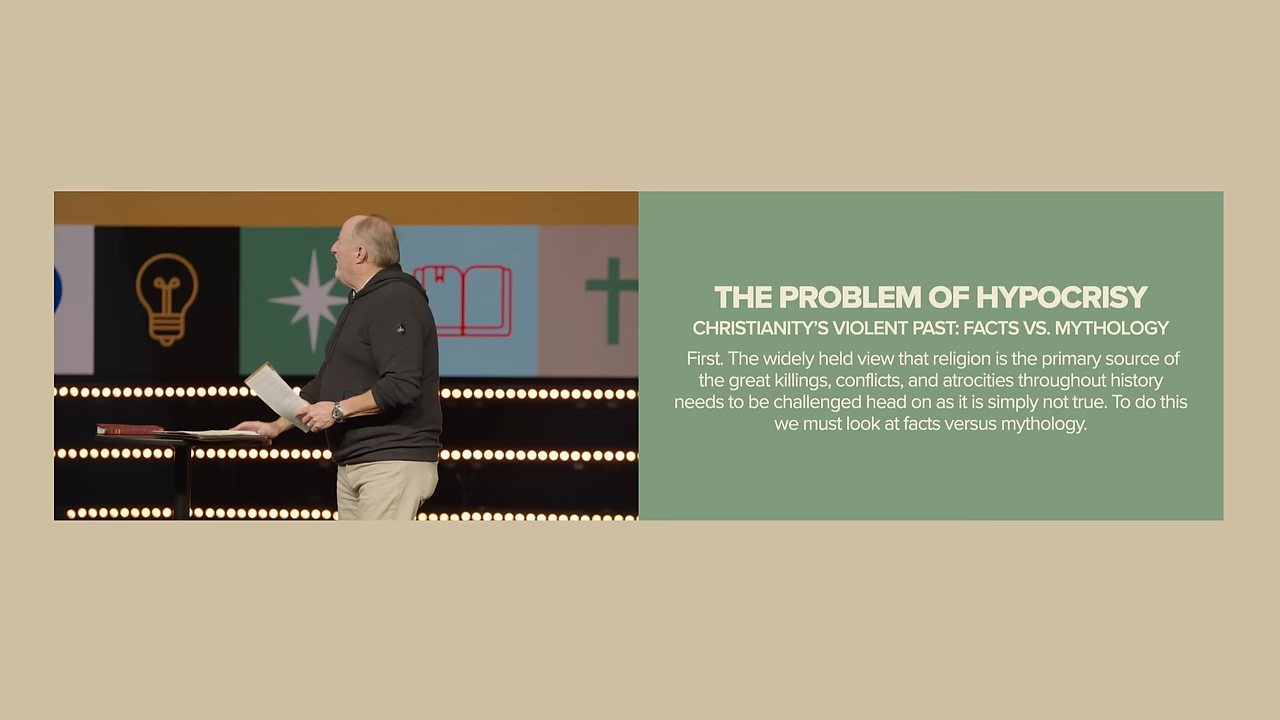 THE PROBLEM OF HYPOCRISY
CHRISTIANITY'S VIOLENT PAST: FACTS VS. MYTHOLOGY
First. The widely held view that religion is the primary source of
the great killings, conflicts, and atrocities throughout history
needs to be challenged head on as it is simply not true. To do this
we must look at facts versus mythology.